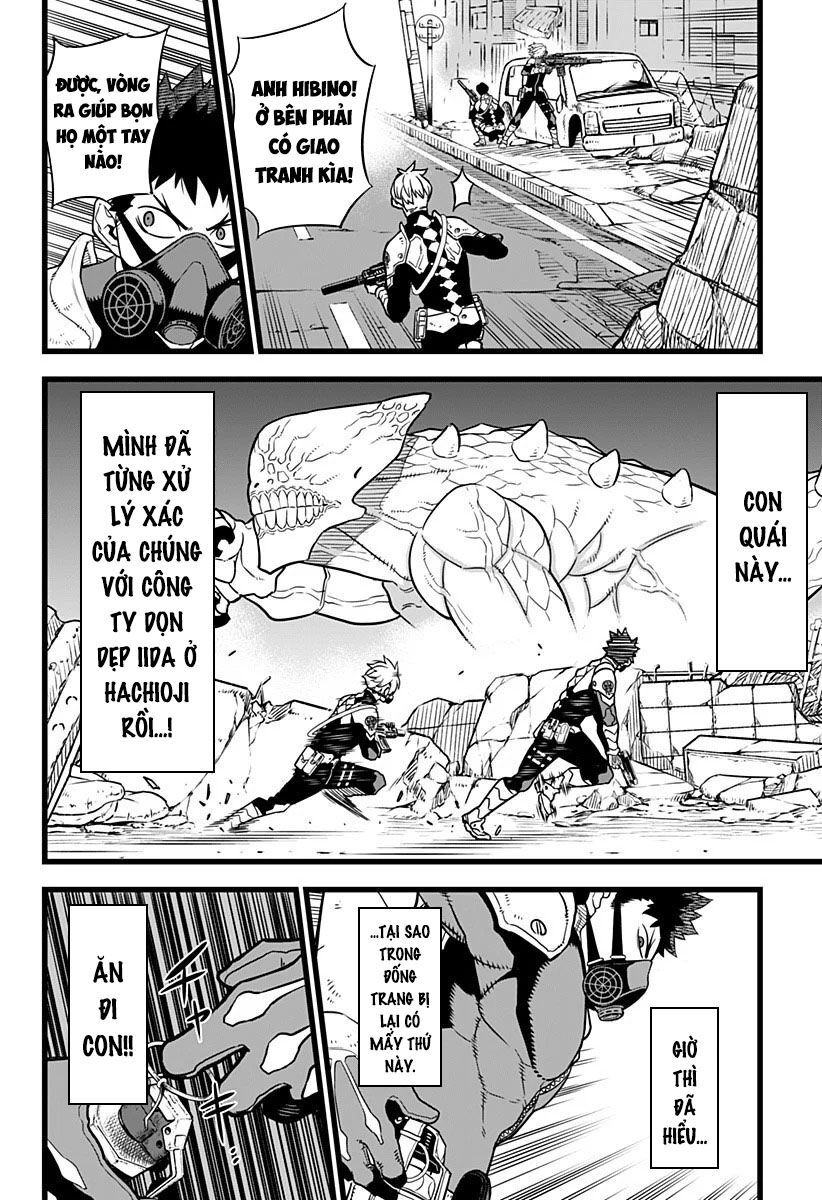 ANH HIBINO!
Ở BÊN PHẢI
CÓ GIAO
TRANH KÌA!
ĐƯỢC, VÒNG
RA GIÚP BỌN
HỌ MỘT TAY
NÀO!
CON
QUÁI
NÀY...
MÌNH ĐÃ
TỪNG XỬ
LÝ XÁC
CỦA CHÚNG
VỚI CÔNG
TY DỌN
DẸP IIDA Ở
HACHIOJI
RỒI...!
GIỜ
THÌ
ĐÃ
HIỂU...
...TẠI SAO
TRONG
ĐỐNG
TRANG BỊ
LẠI CÓ
MẤY THỨ
NÀY.
ĂN
ĐI
CON!!